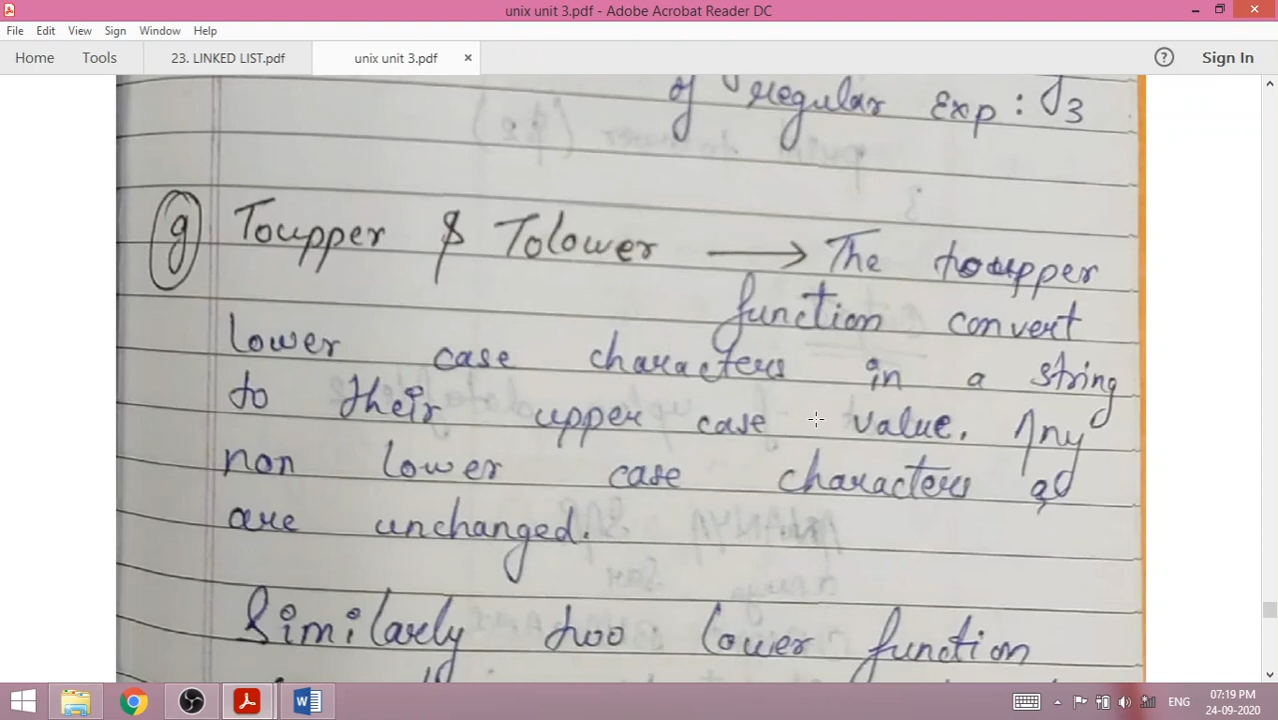 unix unit 3.pdf - Adobe Acrobat Reader DC
File Edit View Sign Window Help
Home Tools 23. LINKED LIST.pdf unix unit 3.pdf × ? Sign In
of regular Exp : 3
g Toupper & Tolower → The toupper
function convert
lower case characters in a string
to their upper case value. Any
non lower case characters
are unchanged.
Similarly two lower function
ENG 07:19 PM
24-09-2020